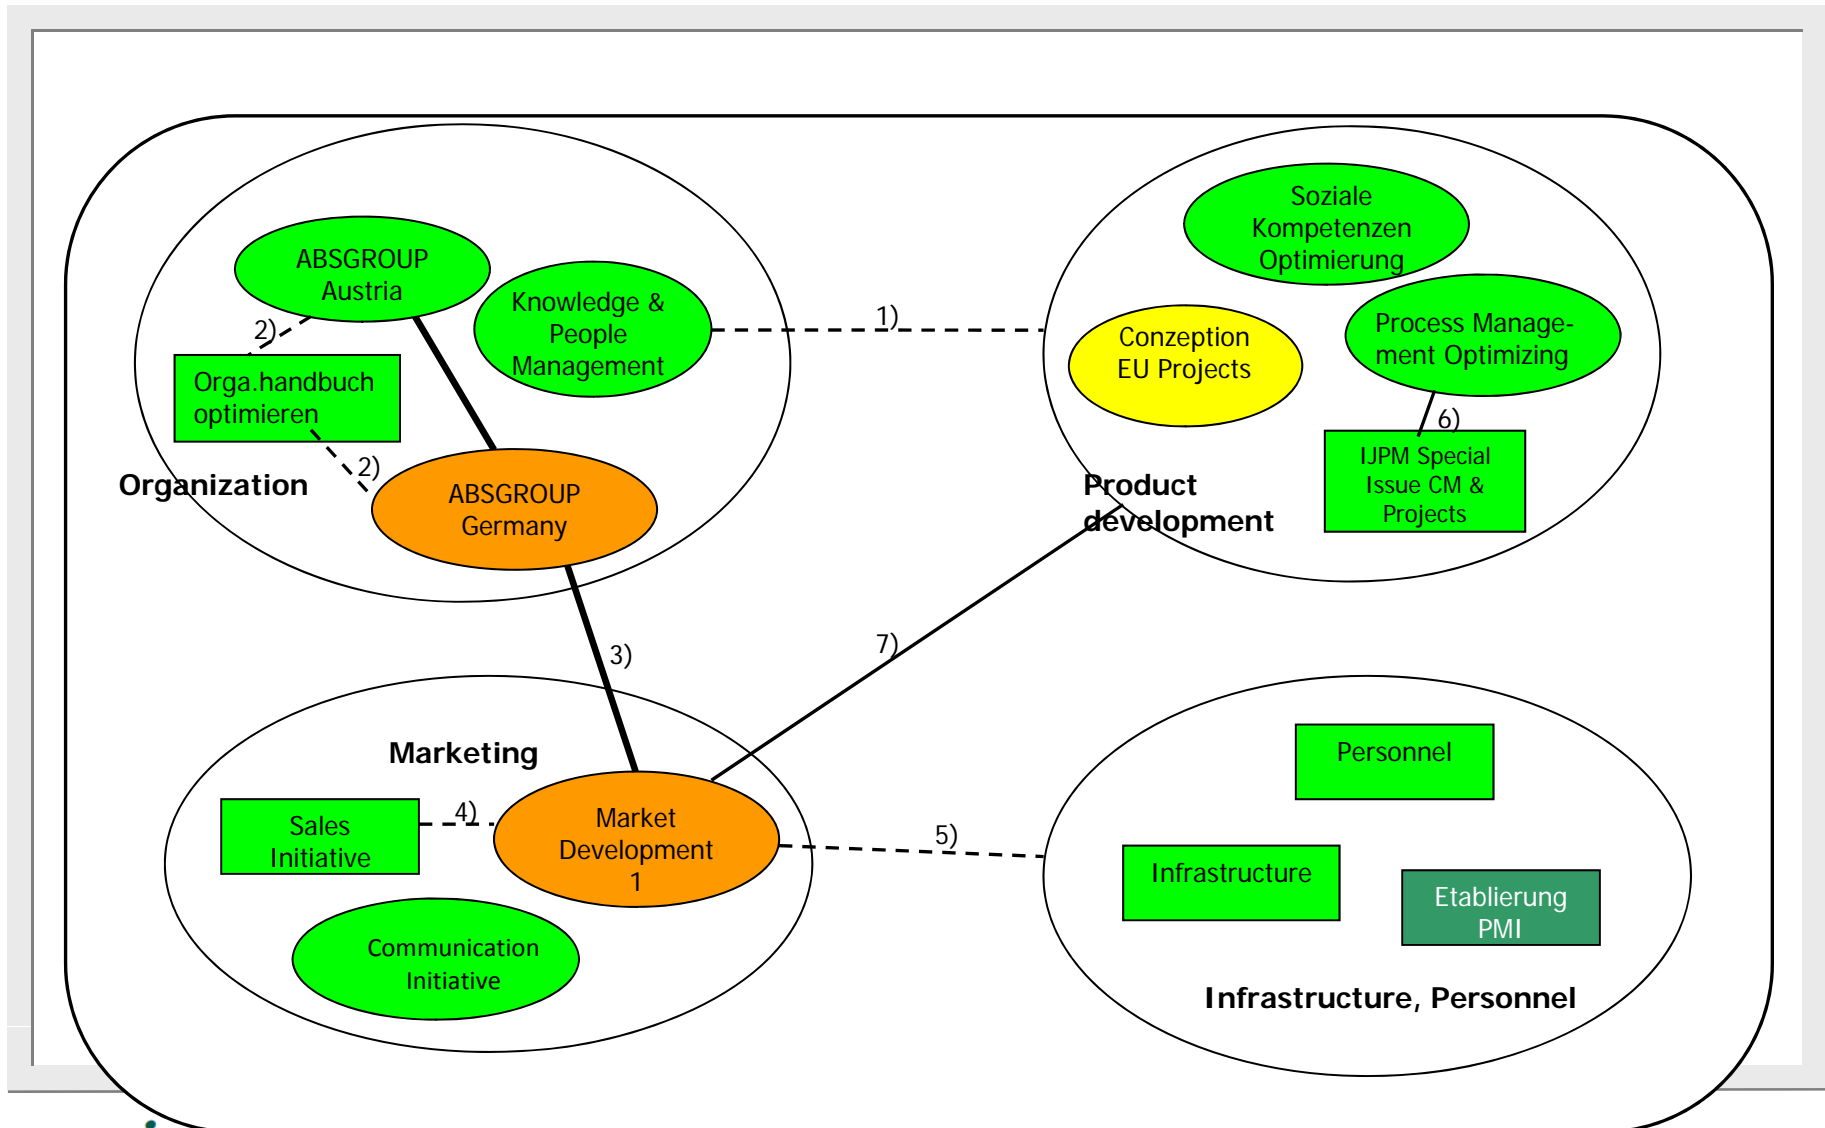 ABSGROUP
Austria
Knowledge &
People
Management
2)
Orga.handbuch
optimieren
2)
Organization
ABSGROUP
Germany
1)
Soziale
Kompetenzen
Optimierung
Process Manage-
ment Optimizing
Conzeption
EU Projects
6)
IJPM Special
Issue CM &
Projects
Product
development
3)
7)
Marketing
Sales
Initiative
4)
Market
Development
1
5)
Communication
Initiative
Personnel
Infrastructure
Etablierung
PMI
Infrastructure, Personnel